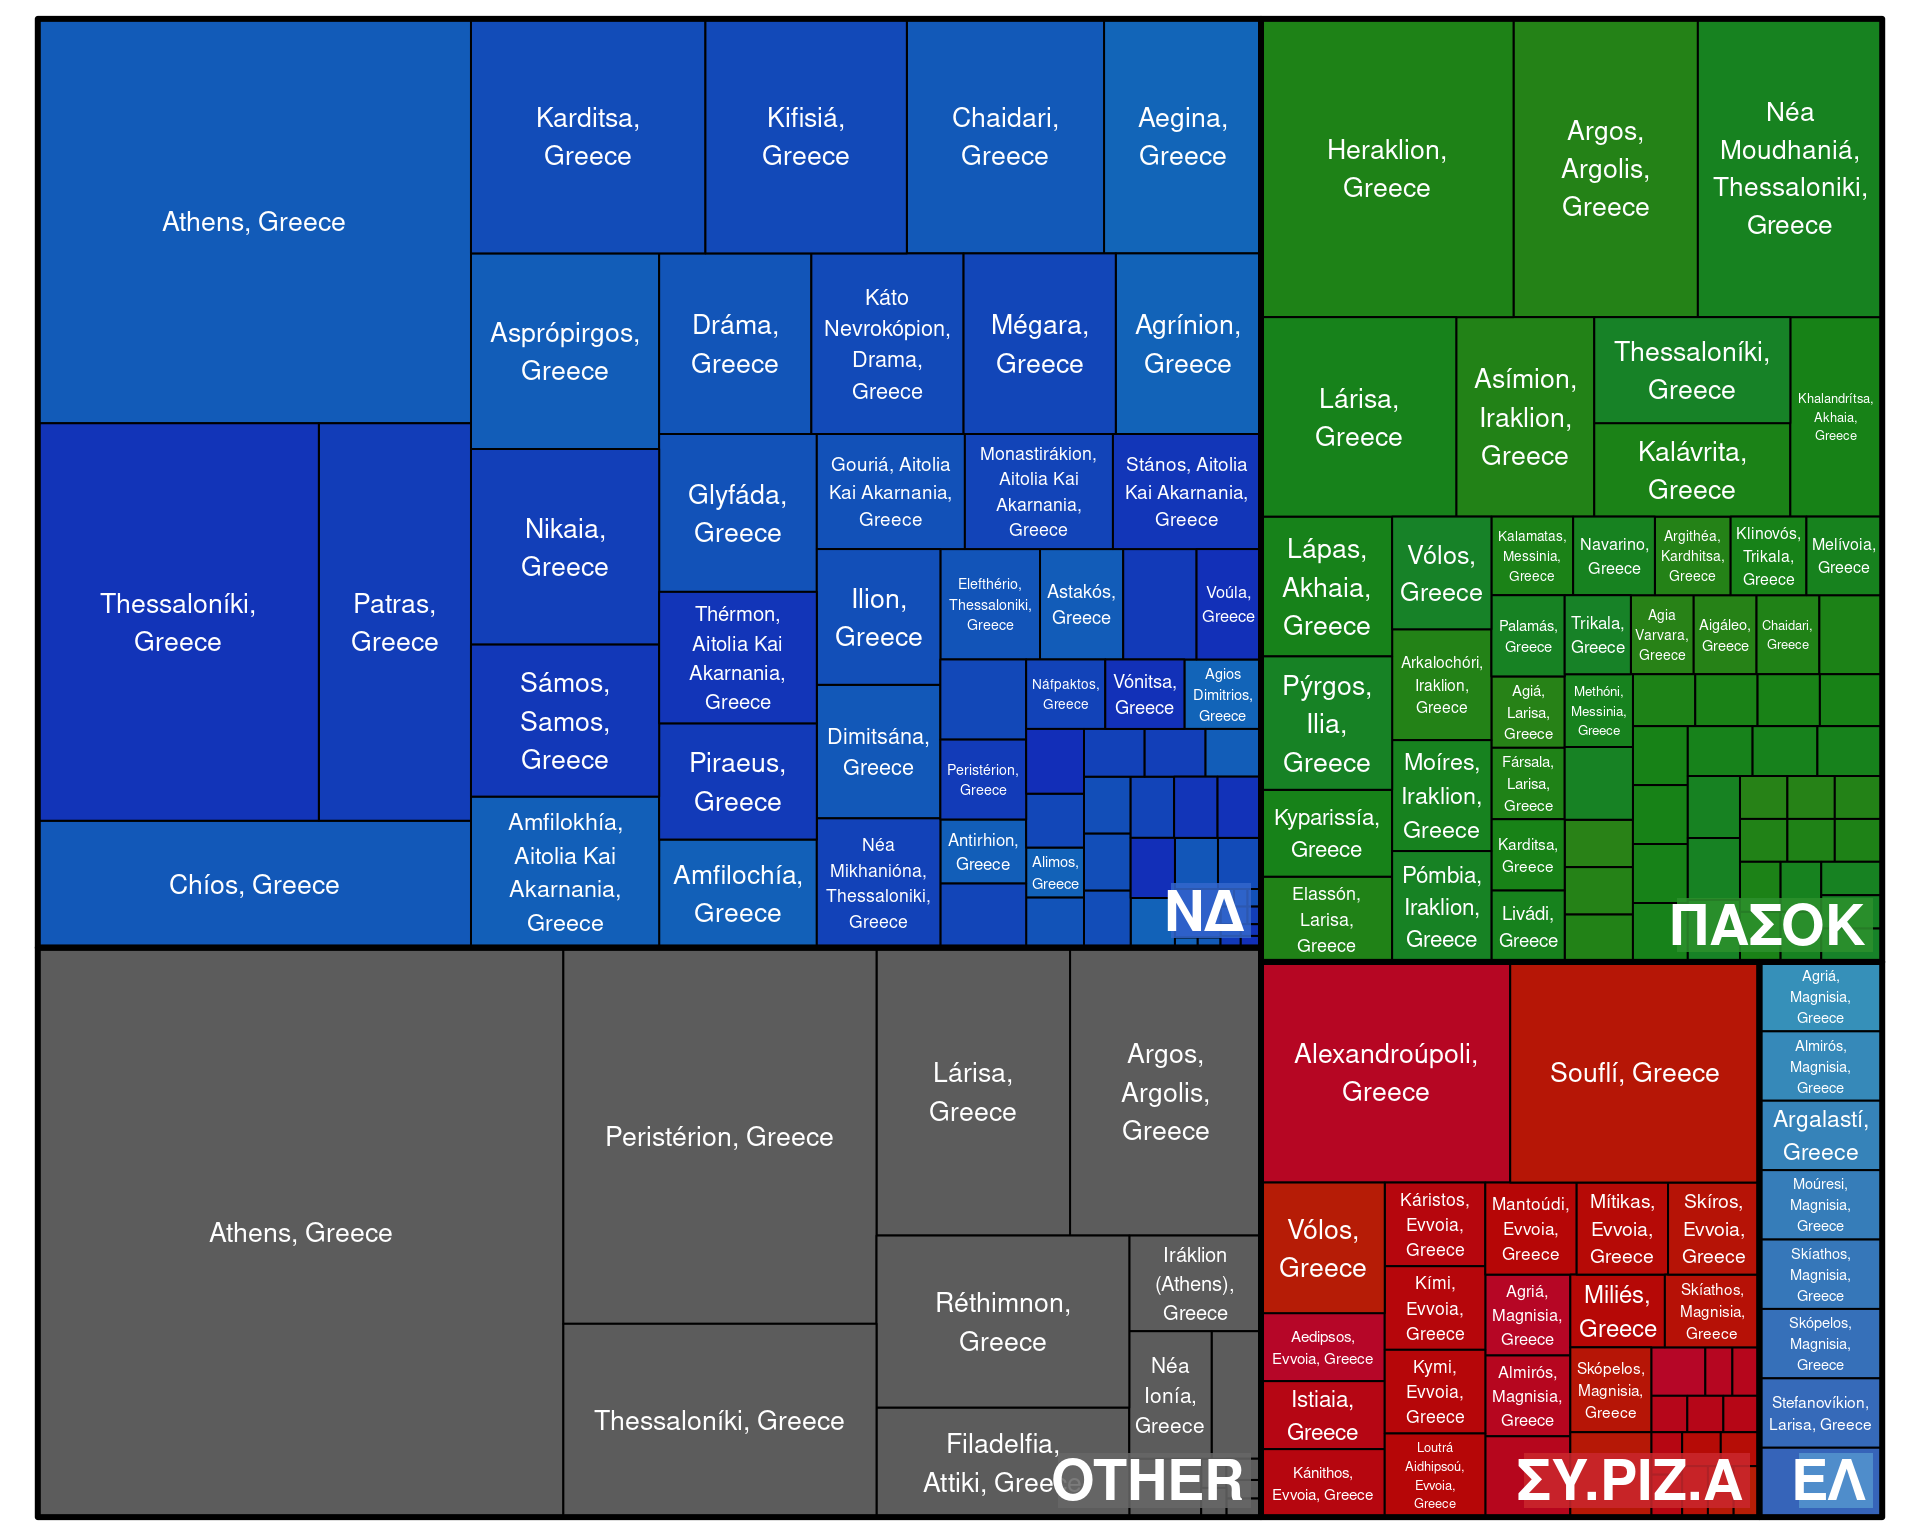 Athens, Greece
Karditsa,
Greece
Kifisiá,
Greece
Chaidari,
Greece
Aegina,
Greece
Asprópirgos,
Greece
Dráma,
Greece
Káto
Nevrokópion,
Drama,
Greece
Mégara,
Greece
Agrínion,
Greece
Thessaloníki,
Greece
Patras,
Greece
Chíos, Greece
Nikaia,
Greece
Sámos,
Samos,
Greece
Amfilokhía,
Aitolia Kai
Akarnania,
Greece
Glyfáda,
Greece
Thérmon,
Aitolia Kai
Akarnania,
Greece
Piraeus,
Greece
Amfilochía,
Greece
Gouriá, Aitolia
Kai Akarnania,
Greece
Monastirákion,
Aitolia Kai
Akarnania,
Greece
Stános, Aitolia
Kai Akarnania,
Greece
Ilion,
Greece
Dimitsána,
Greece
Néa
Mikhanióna,
Thessaloniki,
Greece
Elefthério,
Thessaloniki,
Greece
Astakós,
Greece
Voúla,
Greece
Náfpaktos,
Greece
Vónitsa,
Greece
Agios
Dimitrios,
Greece
Peristérion,
Greece
Antirhion,
Greece
Alimos,
Greece
ΝΔ
Heraklion,
Greece
Argos,
Argolis,
Greece
Néa
Moudhaniá,
Thessaloniki,
Greece
Lárisa,
Greece
Asímion,
Iraklion,
Greece
Thessaloníki,
Greece
Kalávrita,
Greece
Khalandrítsa,
Akhaia,
Greece
Lápas,
Akhaia,
Greece
Pýrgos,
Ilia,
Greece
Kyparissía,
Greece
Elassón,
Larisa,
Greece
Vólos,
Greece
Arkalochóri,
Iraklion,
Greece
Moíres,
Iraklion,
Greece
Pómbia,
Iraklion,
Greece
Kalamatas,
Messinia,
Greece
Navarino,
Greece
Argithéa,
Kardhitsa,
Greece
Klinovós,
Trikala,
Greece
Melívoia,
Greece
Palamás,
Greece
Trikala,
Greece
Agia
Varvara,
Greece
Aigáleo,
Greece
Chaidari,
Greece
Agiá,
Larisa,
Greece
Methóni,
Messinia,
Greece
Fársala,
Larisa,
Greece
Karditsa,
Greece
Livádi,
Greece
ΠΑΣΟΚ
Athens, Greece
Peristérion, Greece
Thessaloníki, Greece
Lárisa,
Greece
Argos,
Argolis,
Greece
Réthimnon,
Greece
Filadelfia,
Attiki, Greece
Iráklion
(Athens),
Greece
Néa
Ionía,
Greece
OTHER
Alexandroúpoli,
Greece
Souflí, Greece
Vólos,
Greece
Aedipsos,
Evvoia, Greece
Istiaia,
Greece
Kánithos,
Evvoia, Greece
Káristos,
Evvoia,
Greece
Kími,
Evvoia,
Greece
Kymi,
Evvoia,
Greece
Loutrá
Aidhipsoú,
Evvoia,
Greece
Mantoúdi,
Evvoia,
Greece
Mítikas,
Evvoia,
Greece
Skíros,
Evvoia,
Greece
Agriá,
Magnisia,
Greece
Miliés,
Greece
Skíathos,
Magnisia,
Greece
Almirós,
Magnisia,
Greece
Skópelos,
Magnisia,
Greece
ΣΥ.ΡΙΖ.Α
Agriá,
Magnisia,
Greece
Almirós,
Magnisia,
Greece
Argalastí,
Greece
Moúresi,
Magnisia,
Greece
Skíathos,
Magnisia,
Greece
Skópelos,
Magnisia,
Greece
Stefanovíkion,
Larisa, Greece
ΕΛ